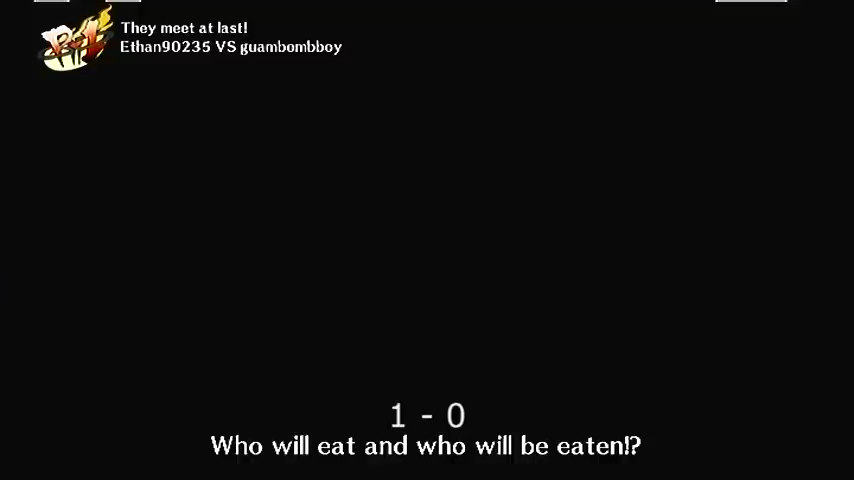 They meet at last!
Ethan90235 VS guambombboy
1 - 0
Who will eat and who will be eaten!?